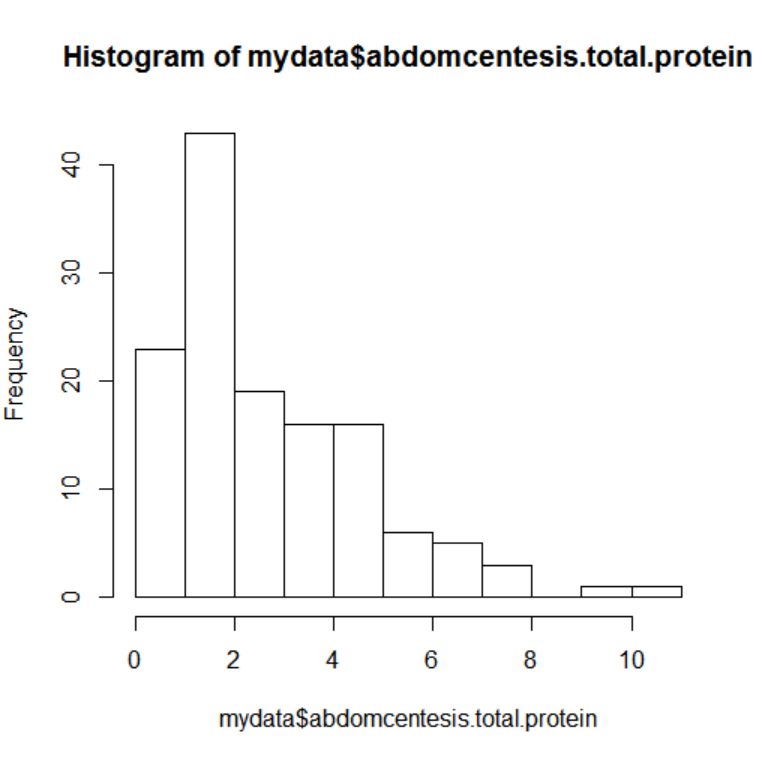 Histogram of mydata$abdomcentesis.total.protein
40
30
20
10
0
Frequency
0 2 4 6 8 10
mydata$abdomcentesis.total.protein